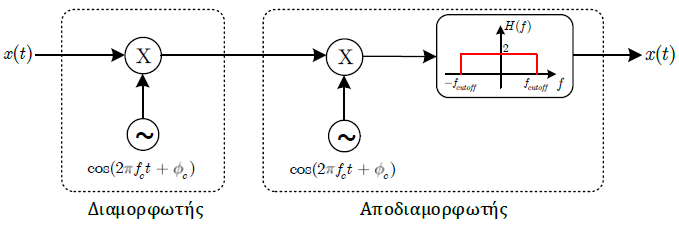 H(f)
2
x(t) X X x(t)
-f_cutoff f_cutoff f
~ ~
cos(2πf_c t + ϕ_c) cos(2πf_c t + ϕ_c)
Διαμορφωτής Αποδιαμορφωτής